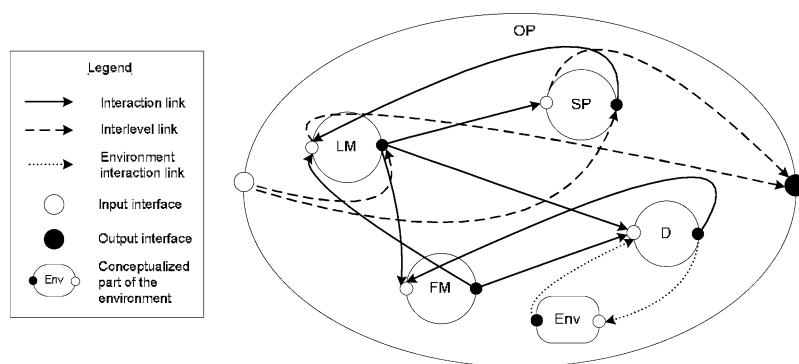 OP
Legend
Interaction link
Interlevel link
Environment
interaction link
Input interface
Output interface
Env
Conceptualized
part of the
environment
SP
LM
D
FM
Env